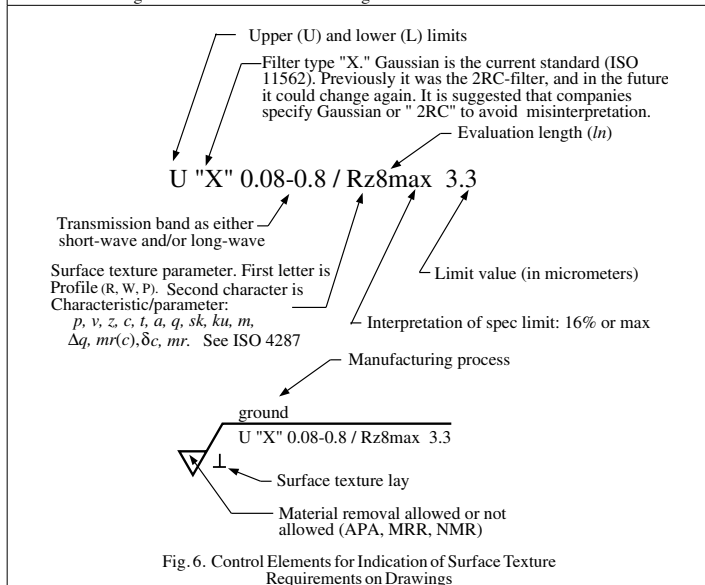 Upper (U) and lower (L) limits
Filter type "X." Gaussian is the current standard (ISO
11562). Previously it was the 2RC-filter, and in the future
it could change again. It is suggested that companies
specify Gaussian or " 2RC" to avoid misinterpretation.
Evaluation length (ln)
U "X" 0.08-0.8 / Rz8max 3.3
Transmission band as either
short-wave and/or long-wave
Surface texture parameter. First letter is
Profile (R, W, P). Second character is
Characteristic/parameter:
p, v, z, c, t, a, q, sk, ku, m,
Δq, mr(c), δc, mr. See ISO 4287
Limit value (in micrometers)
Interpretation of spec limit: 16% or max
Manufacturing process
ground
U "X" 0.08-0.8 / Rz8max 3.3
Surface texture lay
Material removal allowed or not
allowed (APA, MRR, NMR)
Fig. 6. Control Elements for Indication of Surface Texture
Requirements on Drawings